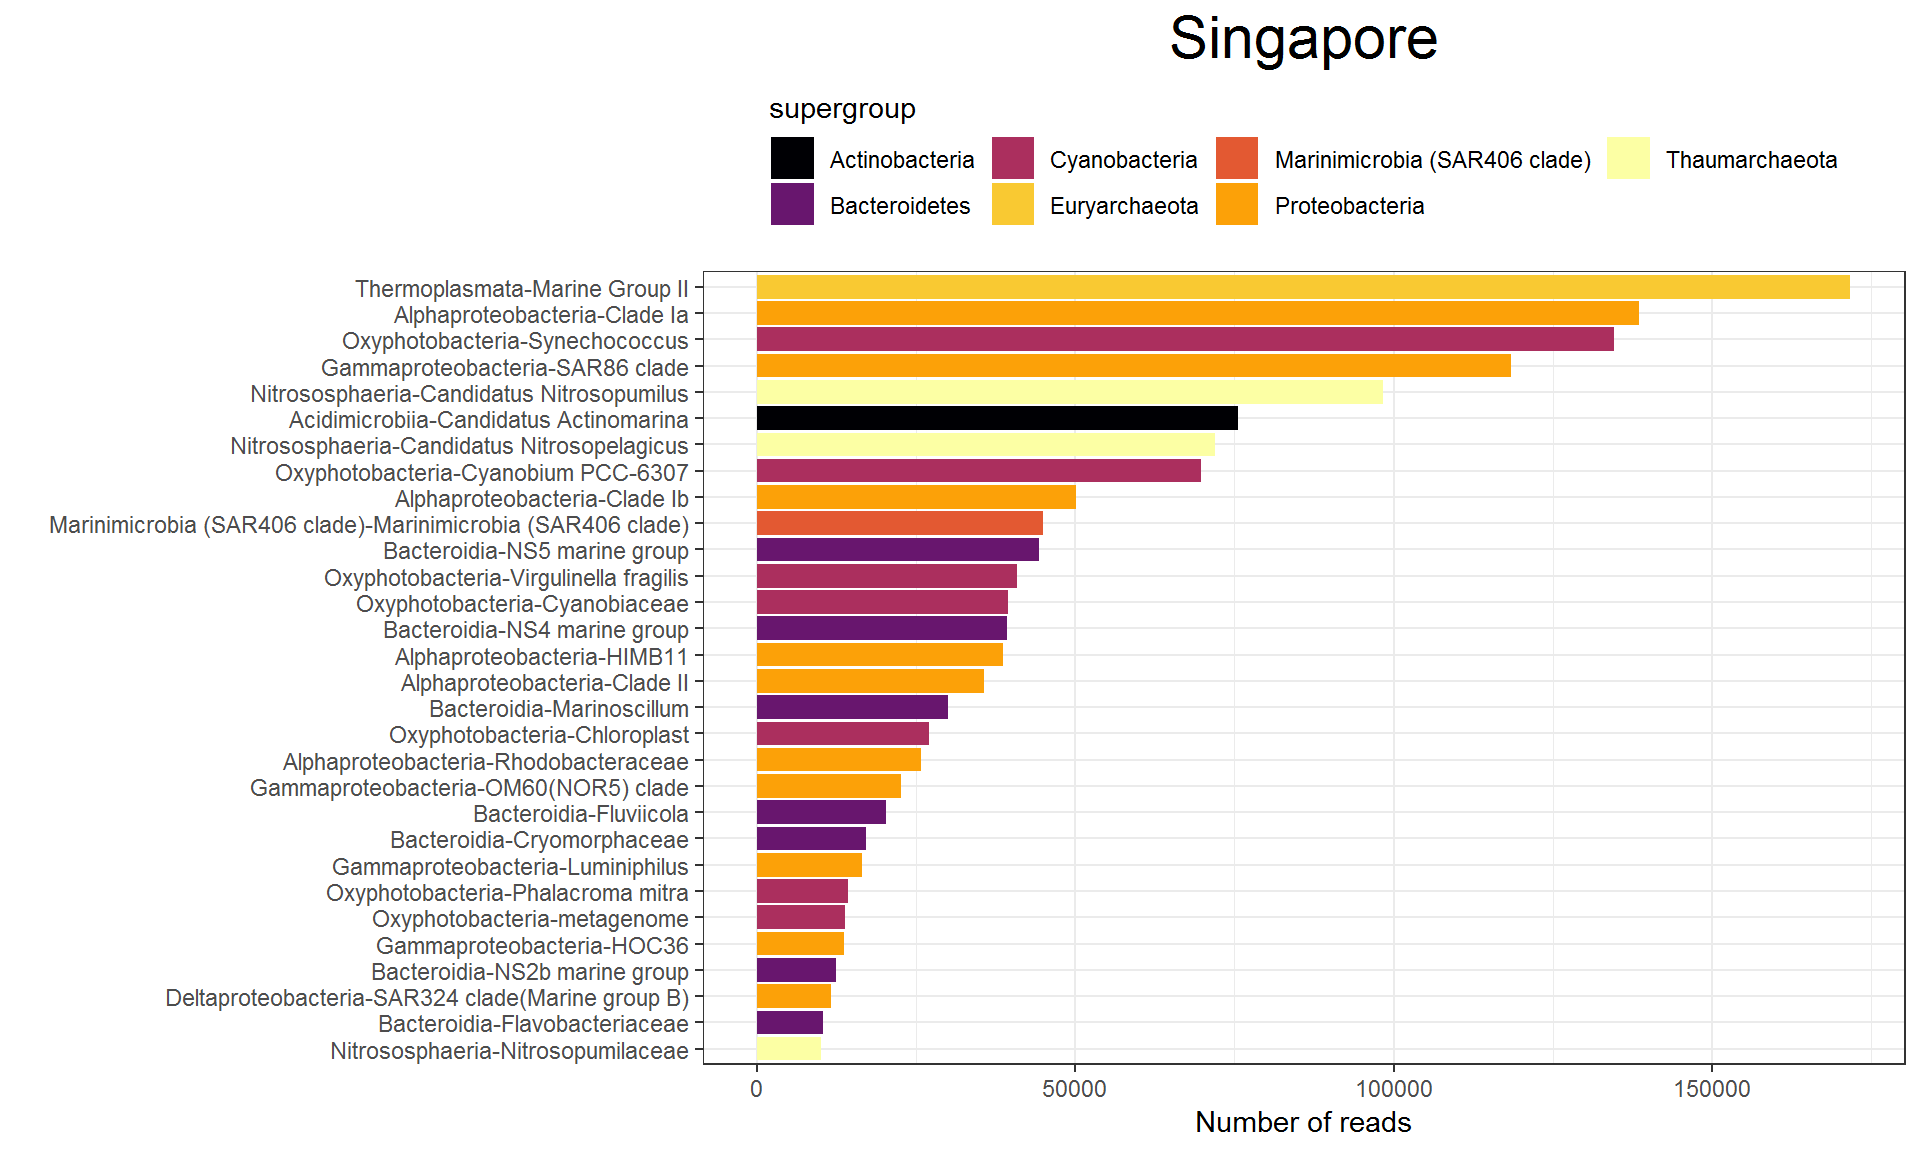 Singapore
supergroup
Actinobacteria Cyanobacteria Marinimicrobia (SAR406 clade) Thaumarchaeota
Bacteroidetes Euryarchaeota Proteobacteria
Thermoplasmata-Marine Group II
Alphaproteobacteria-Clade Ia
Oxyphotobacteria-Synechococcus
Gammaproteobacteria-SAR86 clade
Nitrososphaeria-Candidatus Nitrosopumilus
Acidimicrobiia-Candidatus Actinomarina
Nitrososphaeria-Candidatus Nitrosopelagicus
Oxyphotobacteria-Cyanobium PCC-6307
Alphaproteobacteria-Clade Ib
Marinimicrobia (SAR406 clade)-Marinimicrobia (SAR406 clade)
Bacteroidia-NS5 marine group
Oxyphotobacteria-Virgulinella fragilis
Oxyphotobacteria-Cyanobiaceae
Bacteroidia-NS4 marine group
Alphaproteobacteria-HIMB11
Alphaproteobacteria-Clade II
Bacteroidia-Marinoscillum
Oxyphotobacteria-Chloroplast
Alphaproteobacteria-Rhodobacteraceae
Gammaproteobacteria-OM60(NOR5) clade
Bacteroidia-Fluviicola
Bacteroidia-Cryomorphaceae
Gammaproteobacteria-Luminiphilus
Oxyphotobacteria-Phalacroma mitra
Oxyphotobacteria-metagenome
Gammaproteobacteria-HOC36
Bacteroidia-NS2b marine group
Deltaproteobacteria-SAR324 clade(Marine group B)
Bacteroidia-Flavobacteriaceae
Nitrososphaeria-Nitrosopumilaceae
0 50000 100000 150000
Number of reads